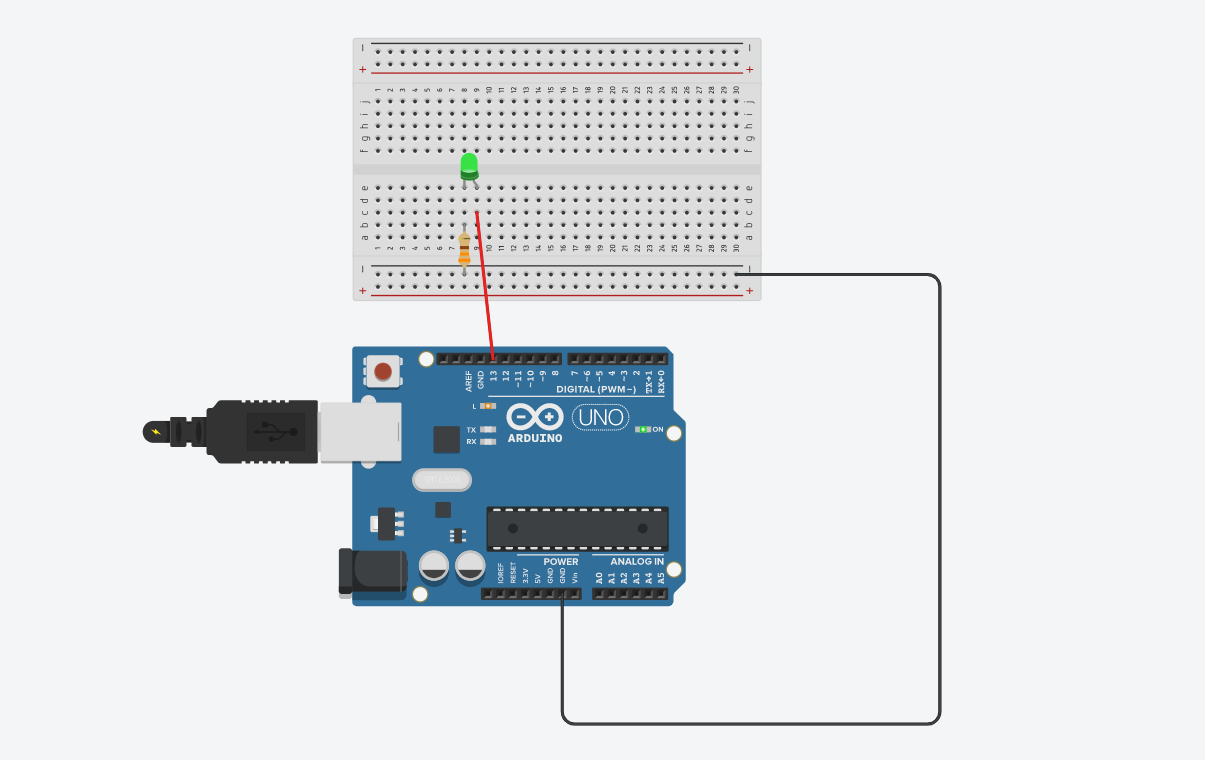 − −
+ +
1 2 3 4 5 6 7 8 9 10 11 12 13 14 15 16 17 18 19 20 21 22 23 24 25 26 27 28 29 30
j j
i i
h h
g g
f f
e e
d d
c c
b b
a a
1 2 3 4 5 6 7 9 10 11 12 13 14 15 16 17 18 19 20 21 22 23 24 25 26 27 28 29 30
− −
+ +
AREF GND 13 12 ~11 ~10 ~9 8 7 ~6 ~5 4 ~3 2 TX→1 RX←0
DIGITAL (PWM~)
L
UNO
TX
RX
ON
ARDUINO
POWER ANALOG IN
IOREF RESET 3.3V 5V GND GND Vin A0 A1 A2 A3 A4 A5